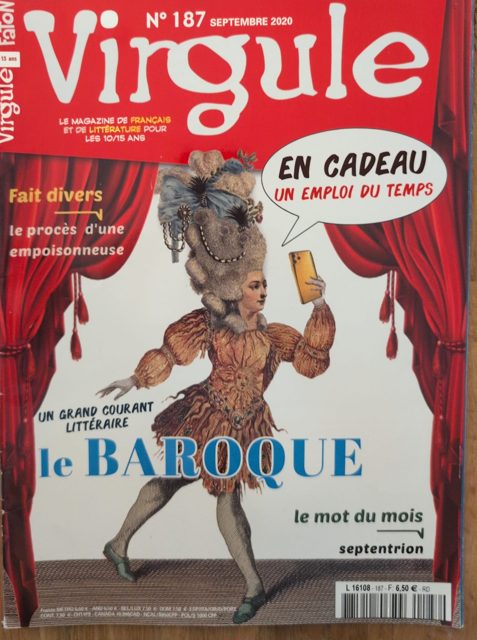 N° 187 SEPTEMBRE 2020
Virgule
Virgule
FATON
15 ans
LE MAGAZINE DE FRANÇAIS
ET DE LITTÉRATURE POUR
LES 10/15 ANS
EN CADEAU
UN EMPLOI DU TEMPS
Fait divers
le procès d'une
empoisonneuse
UN GRAND COURANT
LITTÉRAIRE
le BAROQUE
le mot du mois
septentrion
L 16108 - 187 - F: 6,50 € - RD